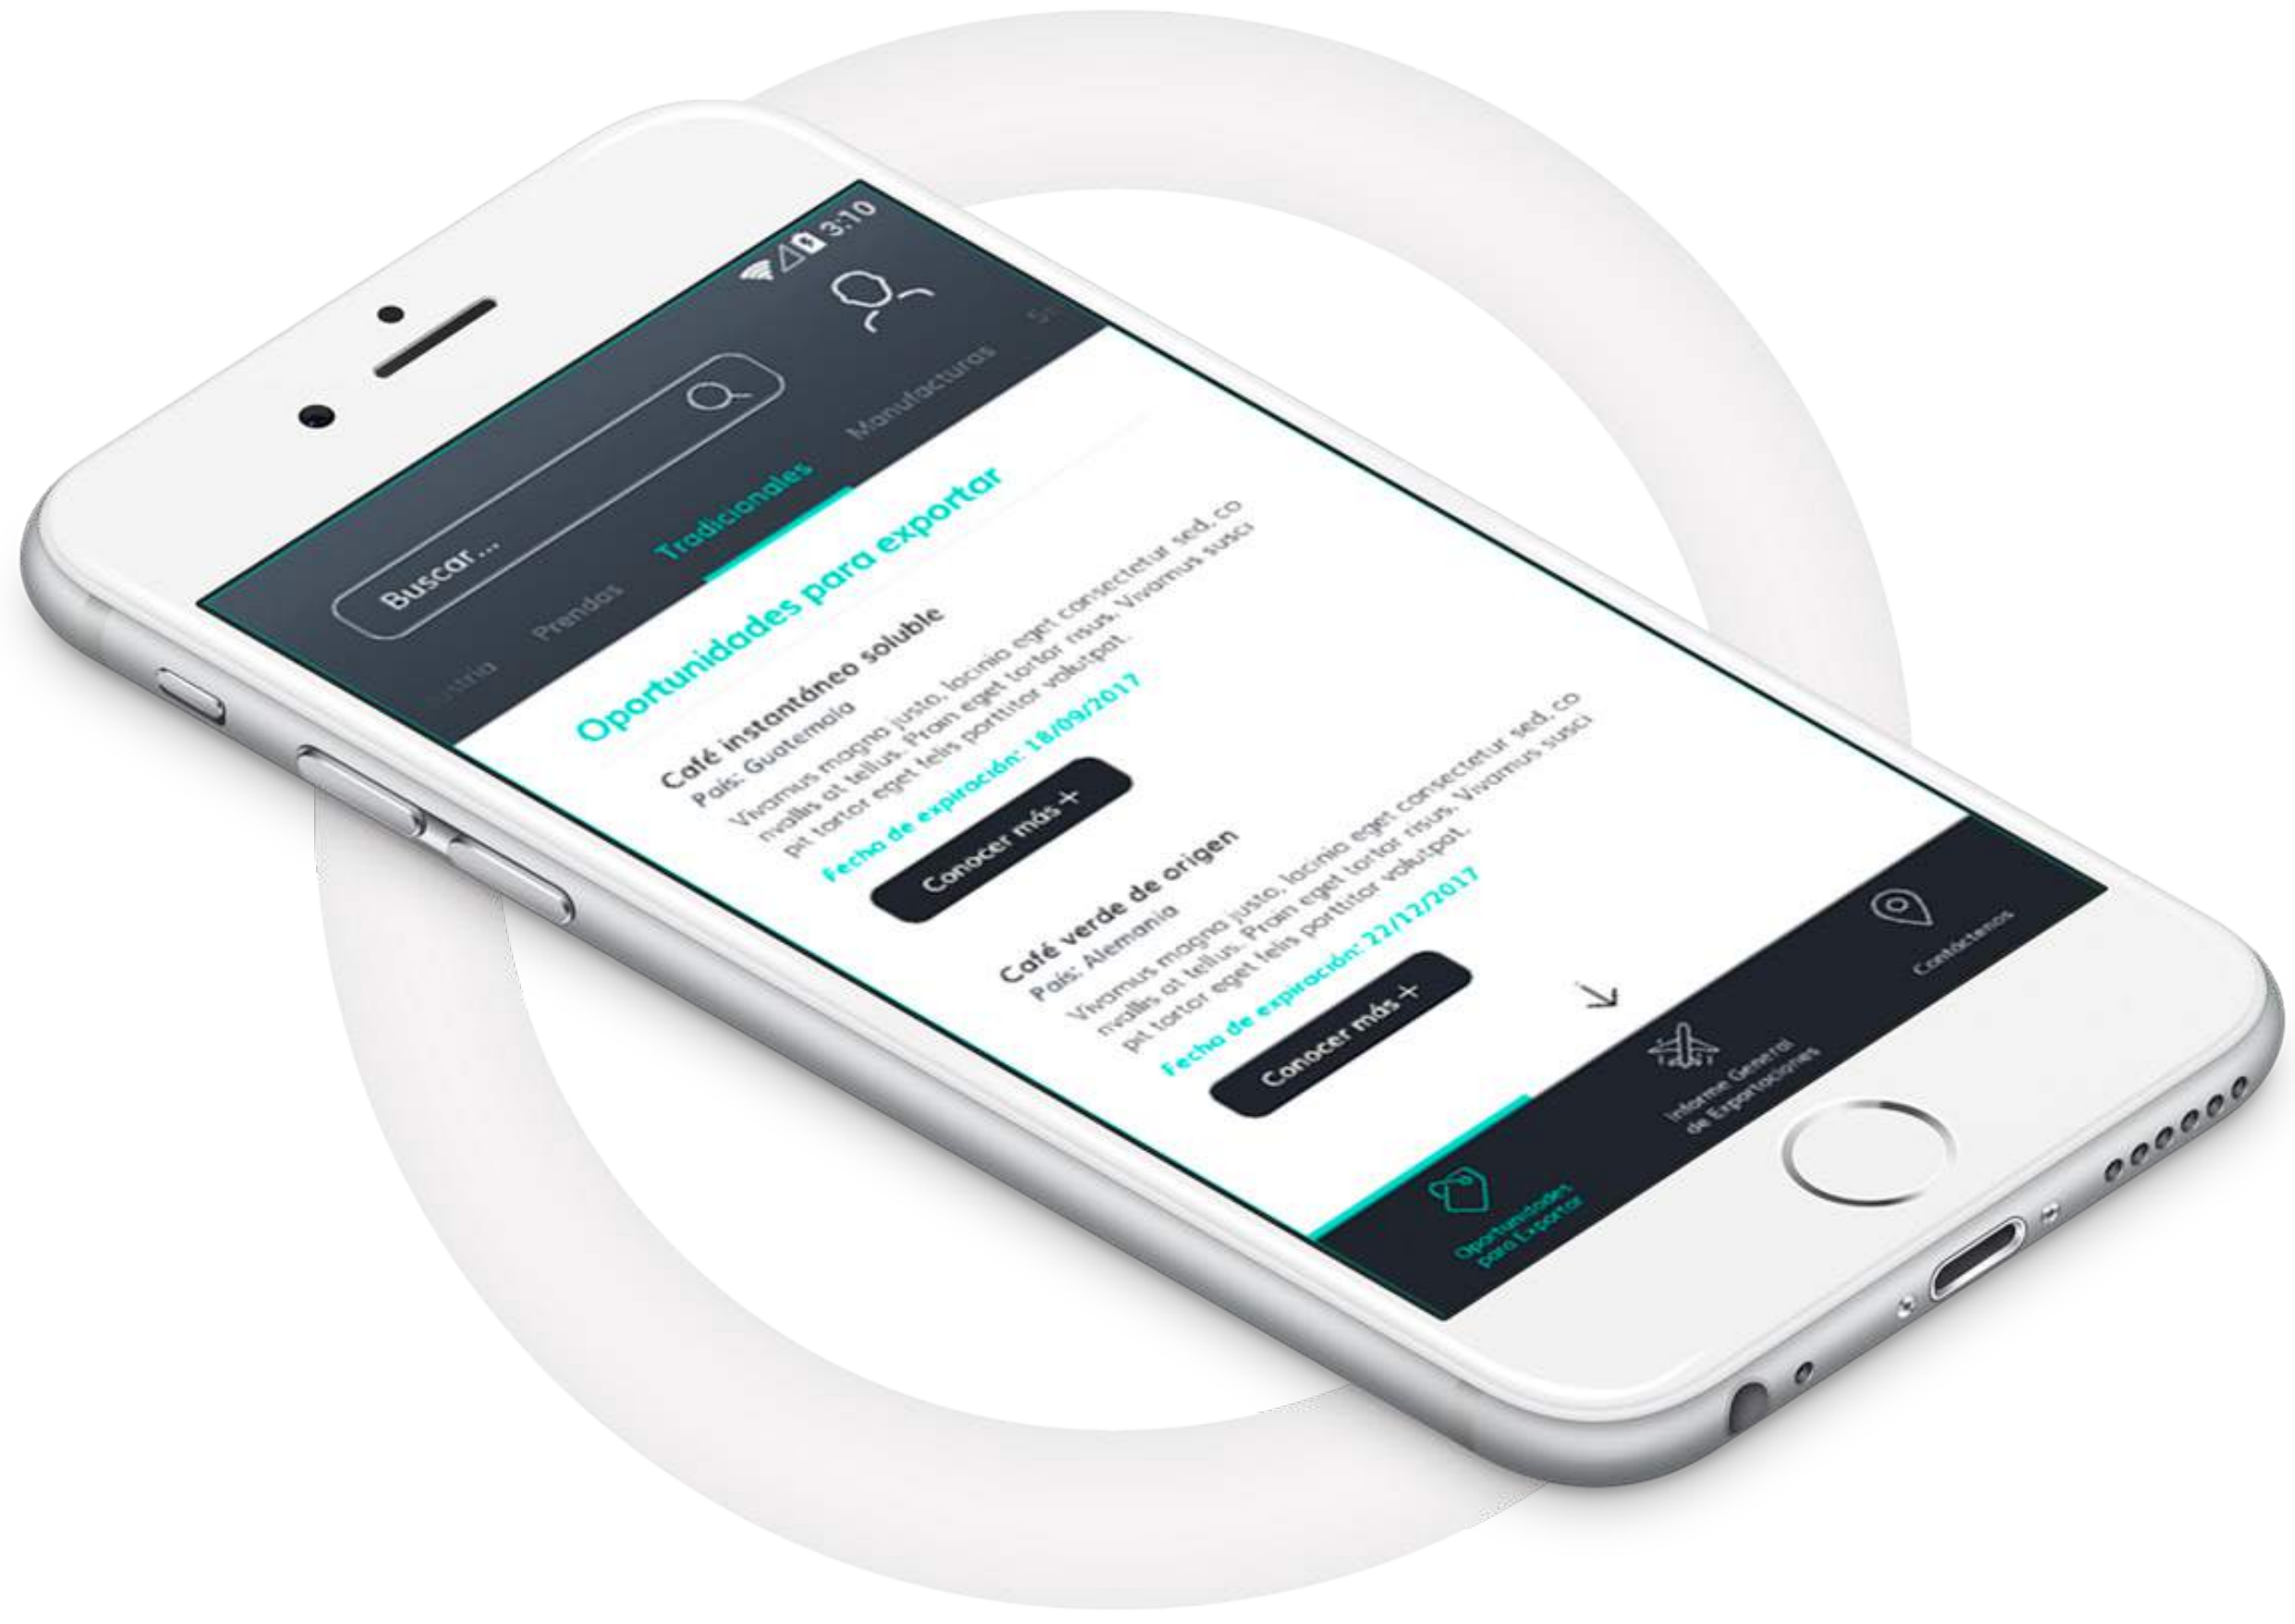 3:10
Buscar...
Prendas
Tradicionales
Manufacturas
Oportunidades para exportar
Café instantáneo soluble
País: Guatemala
Vivamus magna justo, lacinia eget consectetur sed, co
nvallis at tellus. Proin eget tortor risus. Vivamus susci
pit tortor eget felis porttitor volutpat.
Fecha de expiración: 18/09/2017
Conocer más +
Café verde de origen
País: Alemania
Vivamus magna justo, lacinia eget consectetur sed, co
nvallis at tellus. Proin eget tortor risus. Vivamus susci
pit tortor eget felis porttitor volutpat.
Fecha de expiración: 22/12/2017
Conocer más +
Oportunidades
para Exportar
Informe General
de Exportaciones
Contáctenos